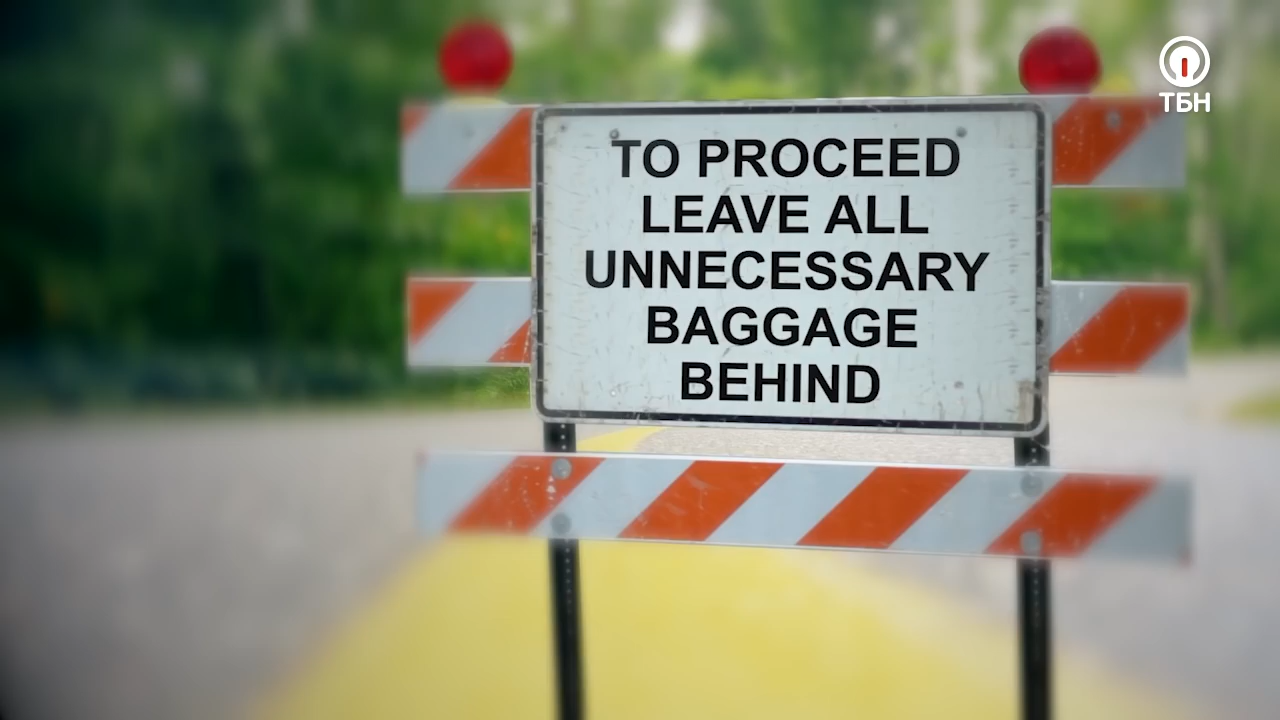 TO PROCEED
LEAVE ALL
UNNECESSARY
BAGGAGE
BEHIND
ТБН